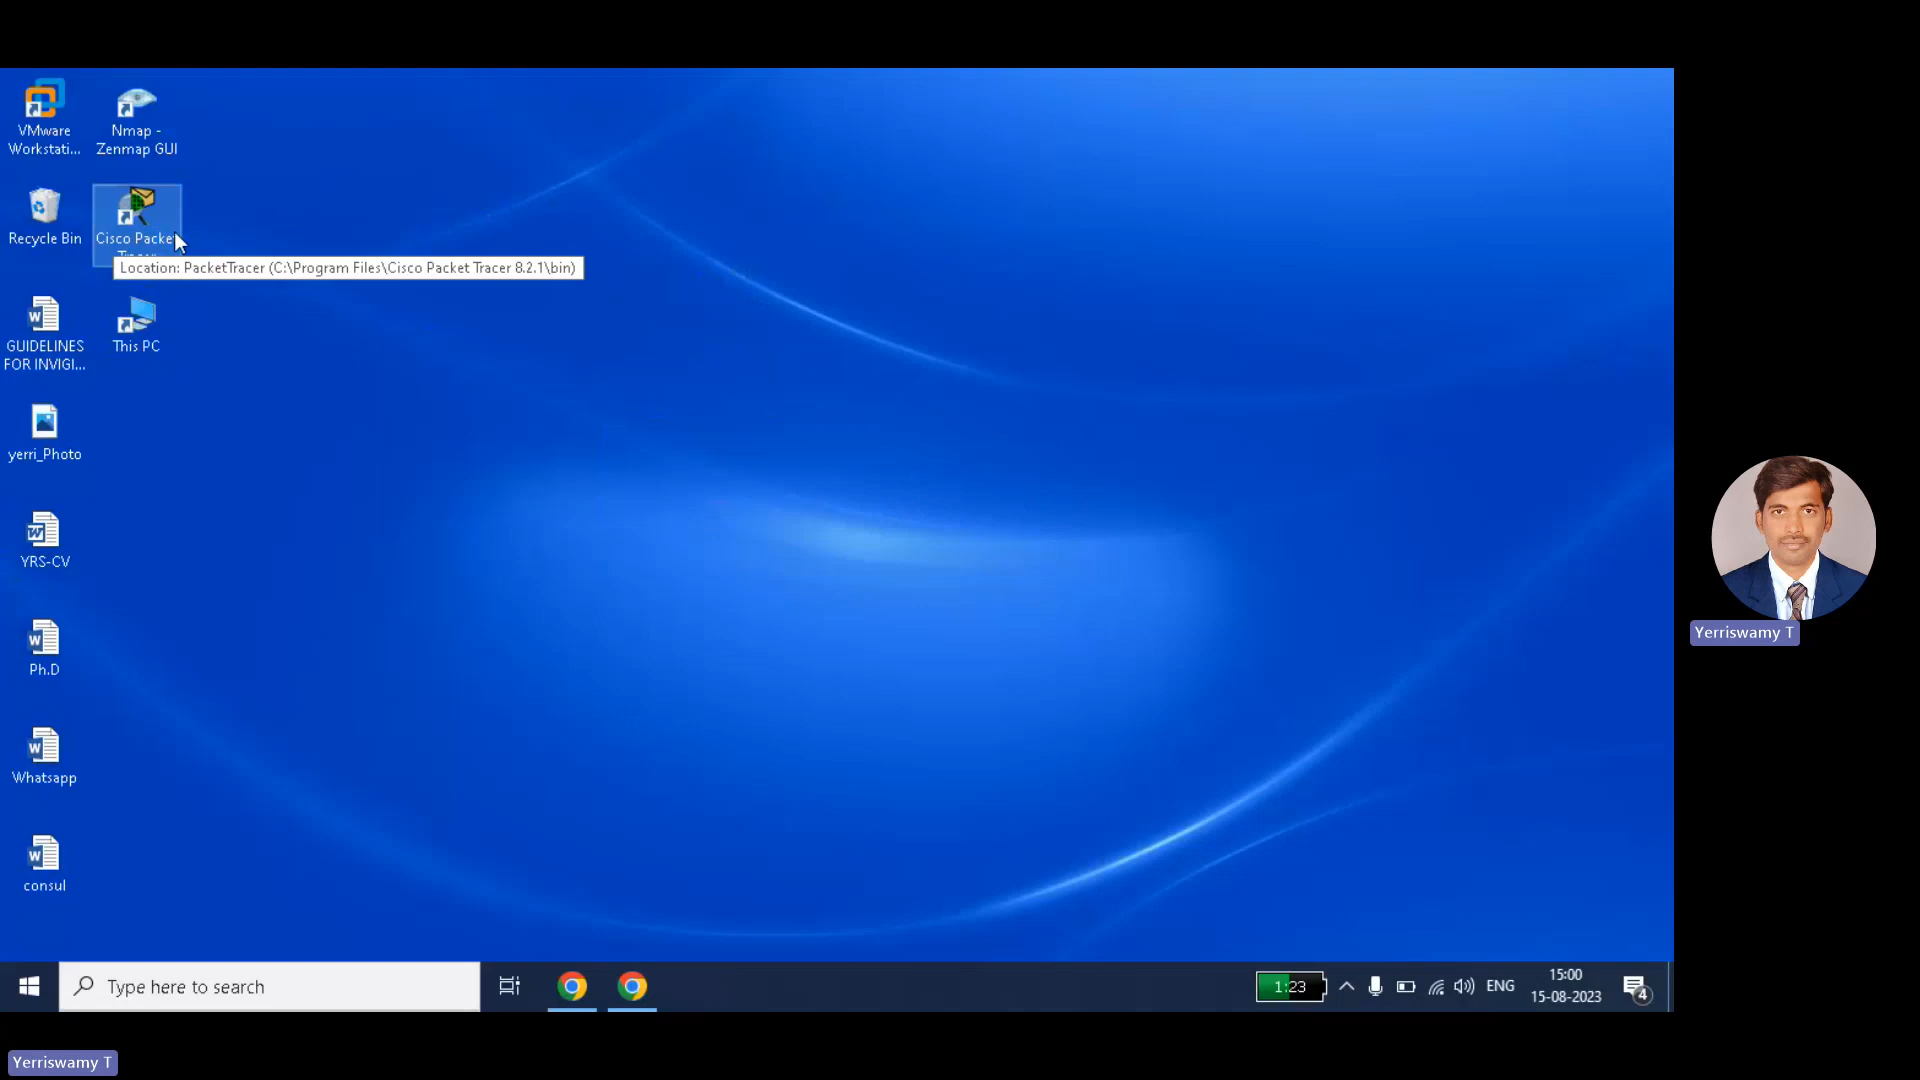 VMware
Workstati...
Nmap -
Zenmap GUI
Recycle Bin
Cisco Packet
Location: PacketTracer (C:\Program Files\Cisco Packet Tracer 8.2.1\bin)
GUIDELINES
FOR INVIGI...
This PC
yerri_Photo
YRS-CV
Ph.D
Whatsapp
consul
Yerriswamy T
Type here to search
1:23
ENG
15:00
15-08-2023
4
Yerriswamy T